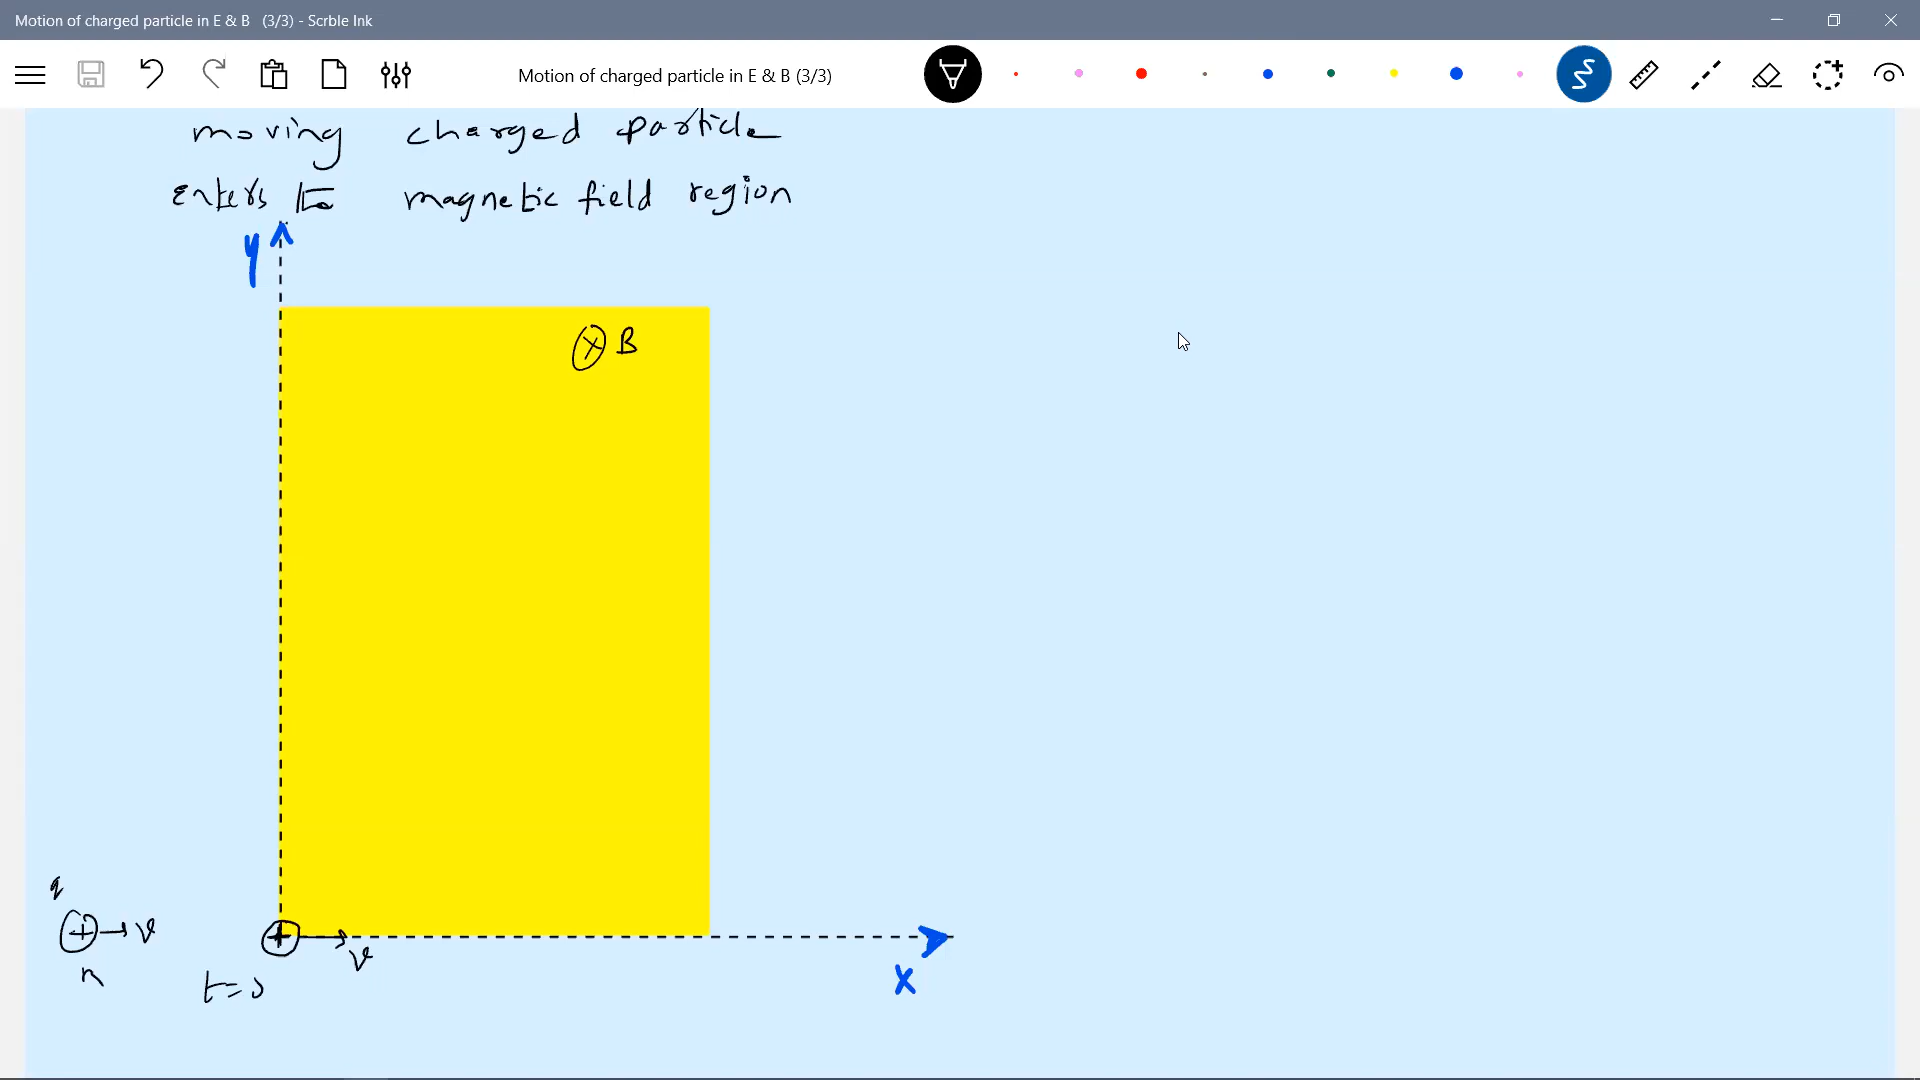 Motion of charged particle in E & B (3/3) - Scrble Ink
Motion of charged particle in E & B (3/3)
moving charged particle
enters magnetic field region
y
B
q
+ v
+
v
t=0
x